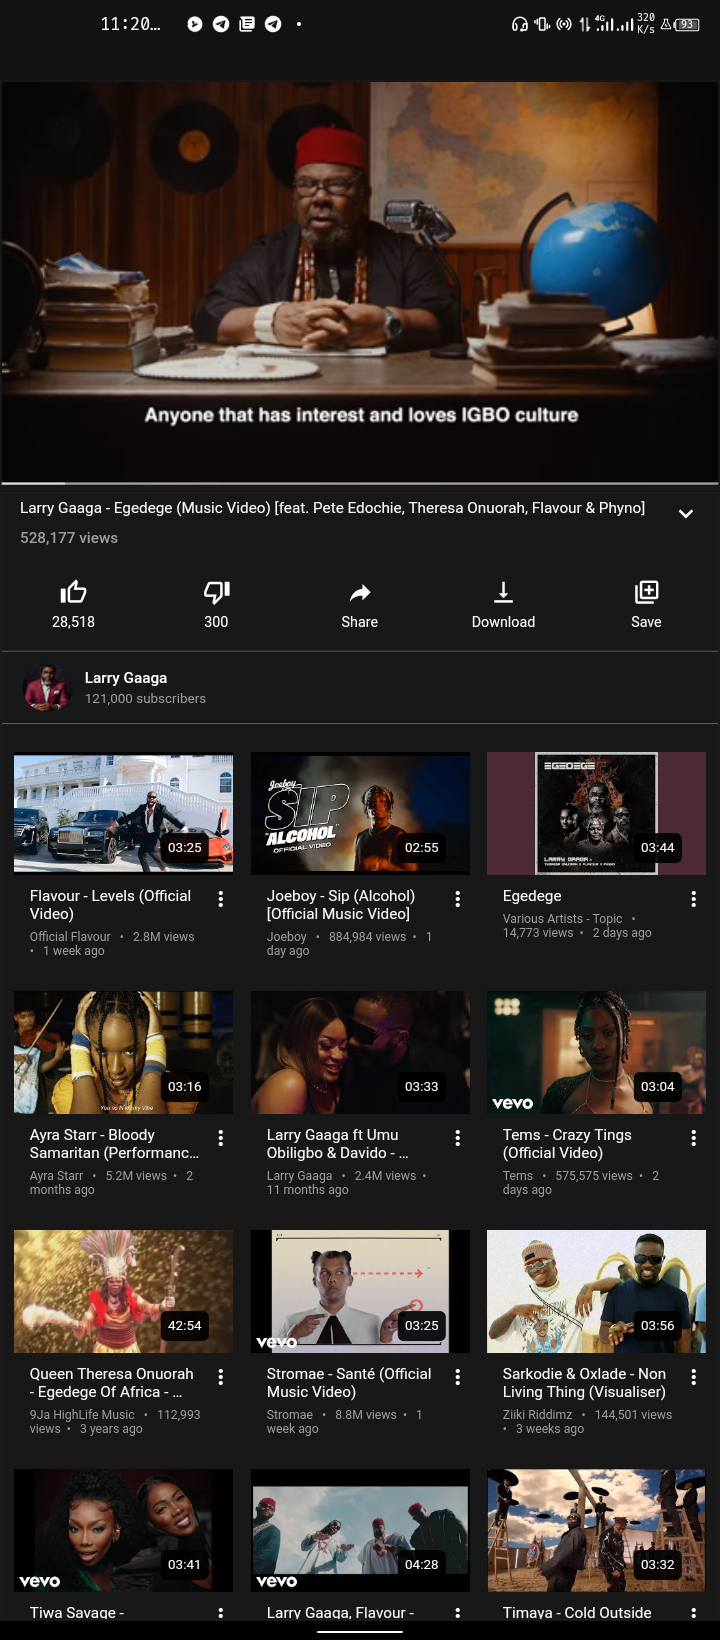 11:20...
4G
320
K/s
93
Anyone that has interest and loves IGBO culture
Larry Gaaga - Egedege (Music Video) [feat. Pete Edochie, Theresa Onuorah, Flavour & Phyno]
528,177 views
28,518
300
Share
Download
Save
Larry Gaaga
121,000 subscribers
03:25
Flavour - Levels (Official
Video)
Official Flavour • 2.8M views
• 1 week ago
Joeboy
SIP
"ALCOHOL"
OFFICIAL VIDEO
02:55
Joeboy - Sip (Alcohol)
[Official Music Video]
Joeboy • 884,984 views • 1
day ago
EGEDEGE
LARRY GAAGA
03:44
Egedege
Various Artists - Topic •
14,773 views • 2 days ago
03:16
Ayra Starr - Bloody
Samaritan (Performanc...
Ayra Starr • 5.2M views • 2
months ago
03:33
Larry Gaaga ft Umu
Obiligbo & Davido - ...
Larry Gaaga • 2.4M views •
11 months ago
vevo
03:04
Tems - Crazy Tings
(Official Video)
Tems • 575,575 views • 2
days ago
42:54
Queen Theresa Onuorah
- Egedege Of Africa - ...
9Ja HighLife Music • 112,993
views • 3 years ago
vevo
03:25
Stromae - Santé (Official
Music Video)
Stromae • 8.8M views • 1
week ago
03:56
Sarkodie & Oxlade - Non
Living Thing (Visualiser)
Ziiki Riddimz • 144,501 views
• 3 weeks ago
vevo
03:41
Tiwa Savage -
vevo
04:28
Larry Gaaga, Flavour -
03:32
Timaya - Cold Outside